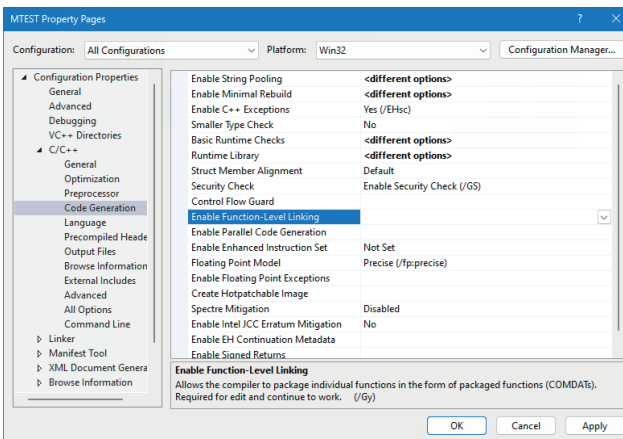 MTEST Property Pages
? ×
Configuration: All Configurations Platform: Win32 Configuration Manager...
Configuration Properties
General
Advanced
Debugging
VC++ Directories
C/C++
General
Optimization
Preprocessor
Code Generation
Language
Precompiled Heade
Output Files
Browse Information
External Includes
Advanced
All Options
Command Line
Linker
Manifest Tool
XML Document Genera
Browse Information
Enable String Pooling <different options>
Enable Minimal Rebuild <different options>
Enable C++ Exceptions Yes (/EHsc)
Smaller Type Check No
Basic Runtime Checks <different options>
Runtime Library <different options>
Struct Member Alignment Default
Security Check Enable Security Check (/GS)
Control Flow Guard
Enable Function-Level Linking
Enable Parallel Code Generation
Enable Enhanced Instruction Set Not Set
Floating Point Model Precise (/fp:precise)
Enable Floating Point Exceptions
Create Hotpatchable Image
Spectre Mitigation Disabled
Enable Intel JCC Erratum Mitigation No
Enable EH Continuation Metadata
Enable Signed Returns
Enable Function-Level Linking
Allows the compiler to package individual functions in the form of packaged functions (COMDATs).
Required for edit and continue to work. (/Gy)
OK Cancel Apply